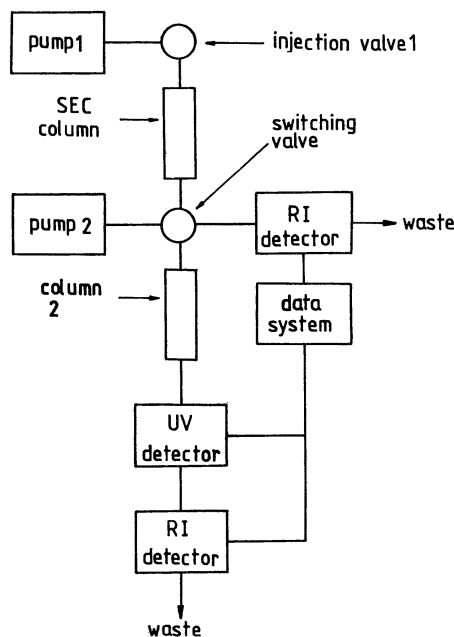 pump1
injection valve1
SEC
column
switching
valve
pump 2
RI
detector
waste
column
2
data
system
UV
detector
RI
detector
waste